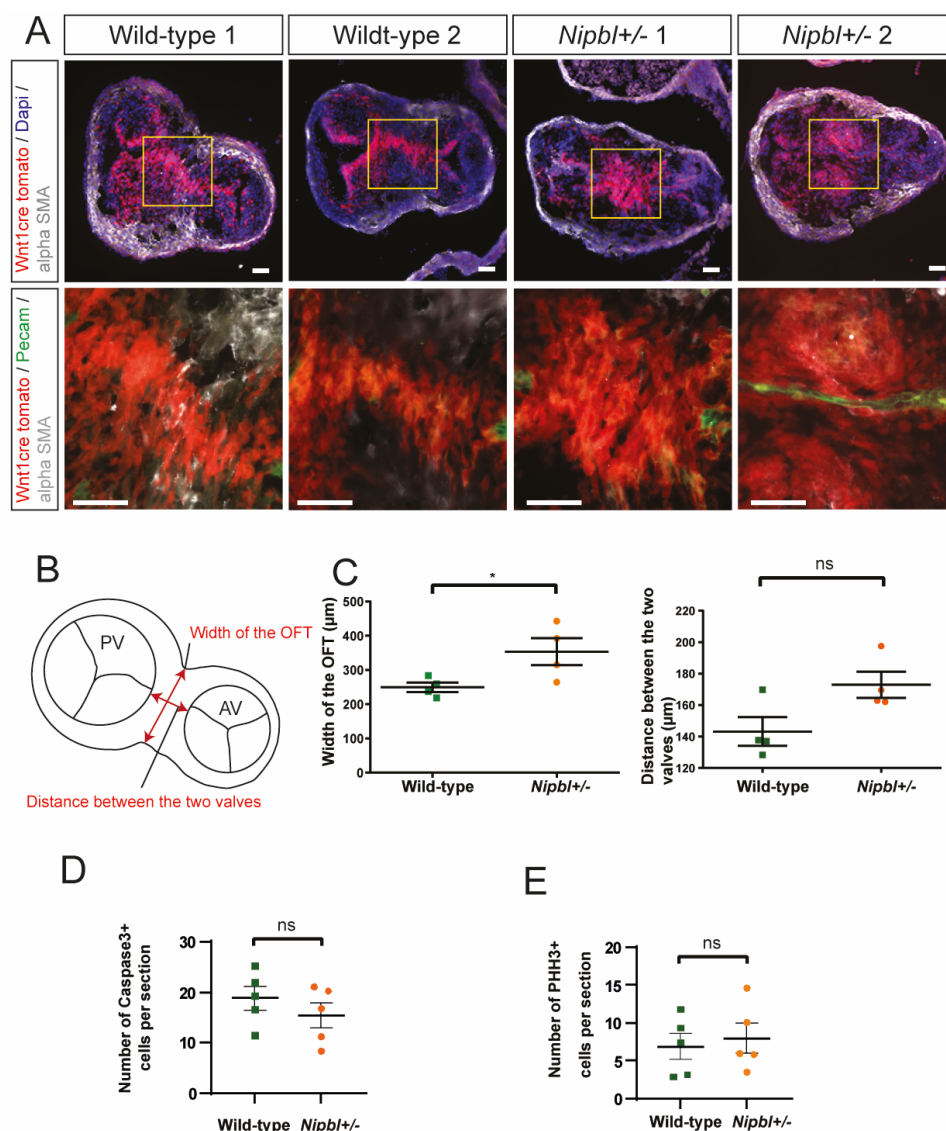 A
Wild-type 1
Wildt-ype 2
Nipbl+/- 1
Nipbl+/- 2
Wnt1cre tomato / Dapi /
alpha SMA
Wnt1cre tomato / Pecam /
alpha SMA
B
PV
AV
Width of the OFT
Distance between the two valves
C
*
Width of the OFT (µm)
500
400
300
200
100
0
Wild-type
Nipbl+/-
ns
Distance between the two
valves (µm)
220
200
180
160
140
120
Wild-type
Nipbl+/-
D
ns
Number of Caspase3+
cells per section
30
20
10
0
Wild-type
Nipbl+/-
E
ns
Number of PHH3+
cells per section
20
15
10
5
0
Wild-type
Nipbl+/-